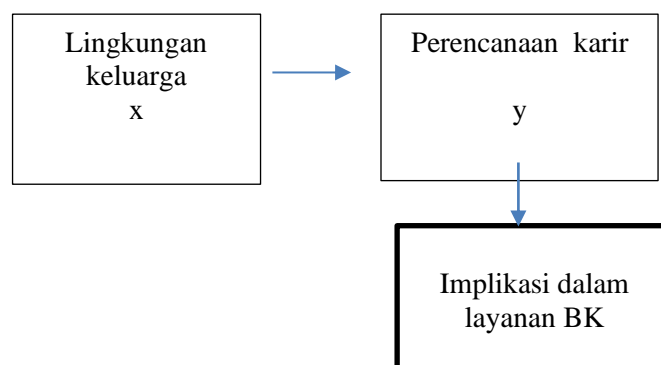 Lingkungan
keluarga
x
Perencanaan karir
y
Implikasi dalam
layanan BK